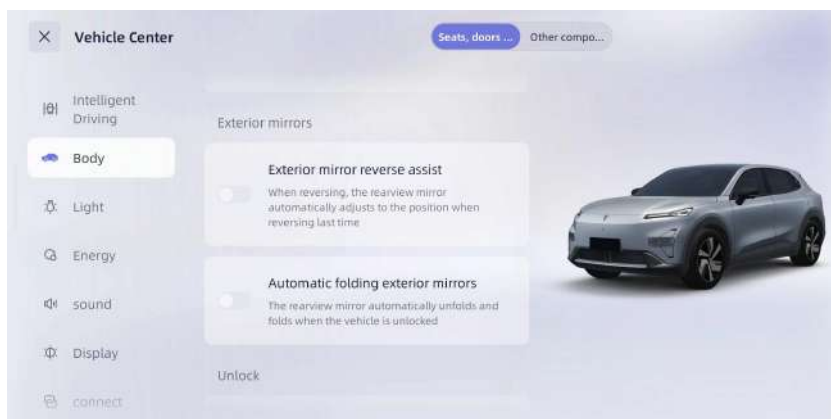 Vehicle Center
Seats, doors ...
Other compo...
Intelligent
Driving
Body
Light
Energy
sound
Display
connect
Exterior mirrors
Exterior mirror reverse assist
When reversing, the rearview mirror
automatically adjusts to the position when
reversing last time
Automatic folding exterior mirrors
The rearview mirror automatically unfolds and
folds when the vehicle is unlocked
Unlock